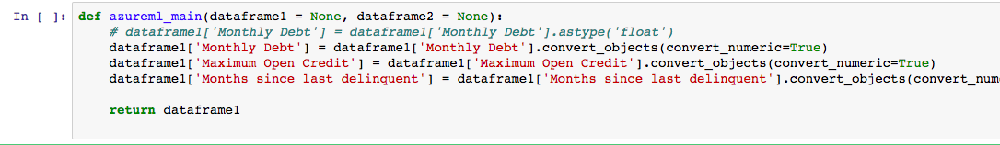 In [ ]: def azureml_main(dataframe1 = None, dataframe2 = None):
    # dataframe1['Monthly Debt'] = dataframe1['Monthly Debt'].astype('float')
    dataframe1['Monthly Debt'] = dataframe1['Monthly Debt'].convert_objects(convert_numeric=True)
    dataframe1['Maximum Open Credit'] = dataframe1['Maximum Open Credit'].convert_objects(convert_numeric=True)
    dataframe1['Months since last delinquent'] = dataframe1['Months since last delinquent'].convert_objects(convert_num
    return dataframe1